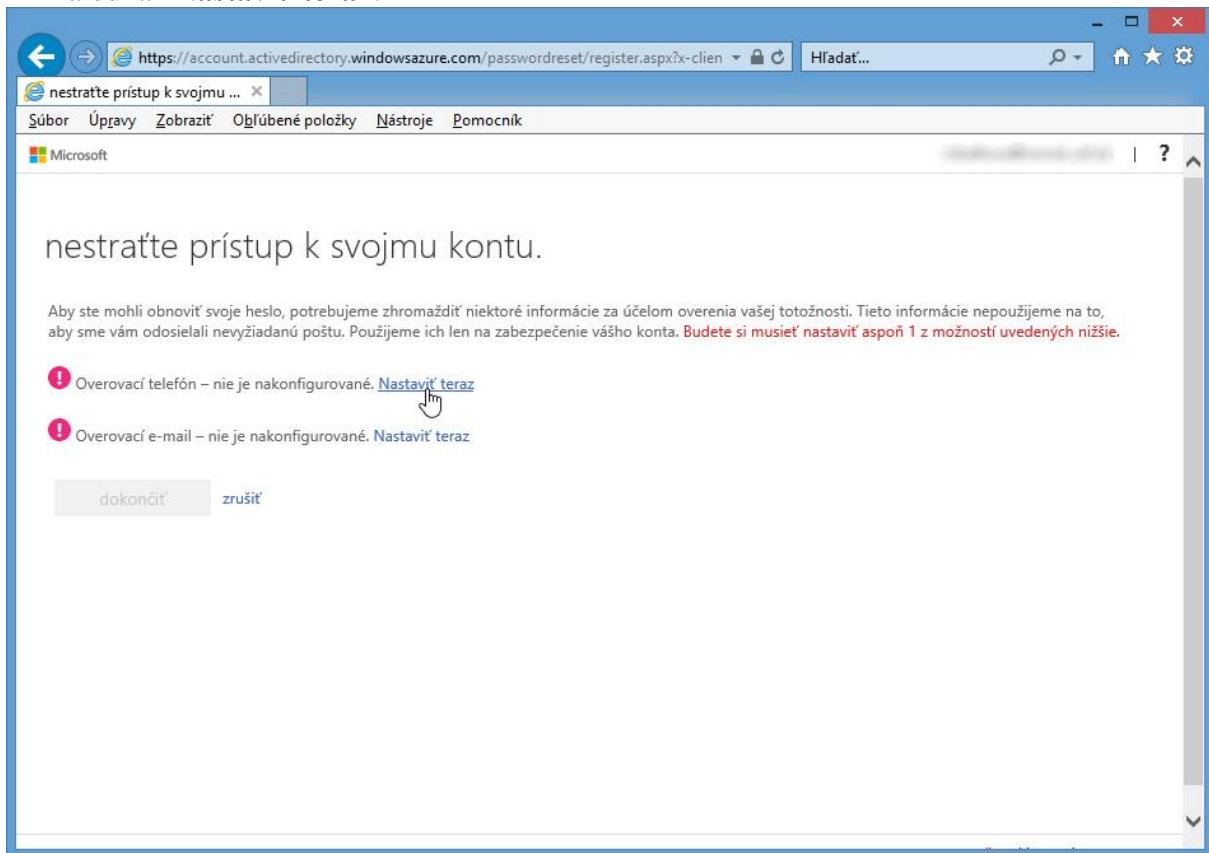 https://account.activedirectory.windowsazure.com/passwordreset/register.aspx?x-clien
Hľadať...
nestraťte prístup k svojmu ...
Súbor Úpravy Zobraziť Obľúbené položky Nástroje Pomocník
Microsoft | ?
nestraťte prístup k svojmu kontu.
Aby ste mohli obnoviť svoje heslo, potrebujeme zhromaždiť niektoré informácie za účelom overenia vašej totožnosti. Tieto informácie nepoužijeme na to,
aby sme vám odosielali nevyžiadanú poštu. Použijeme ich len na zabezpečenie vášho konta. Budete si musieť nastaviť aspoň 1 z možností uvedených nižšie.
Overovací telefón – nie je nakonfigurované. Nastaviť teraz
Overovací e-mail – nie je nakonfigurované. Nastaviť teraz
dokončiť zrušiť